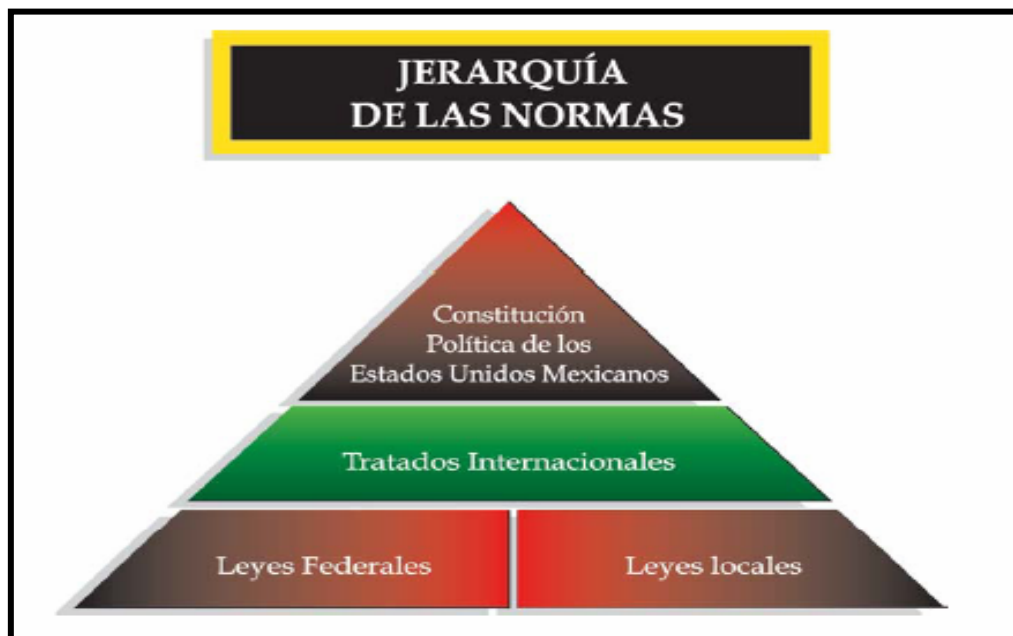 JERARQUÍA
DE LAS NORMAS
Constitución
Política de los
Estados Unidos Mexicanos
Tratados Internacionales
Leyes Federales
Leyes locales